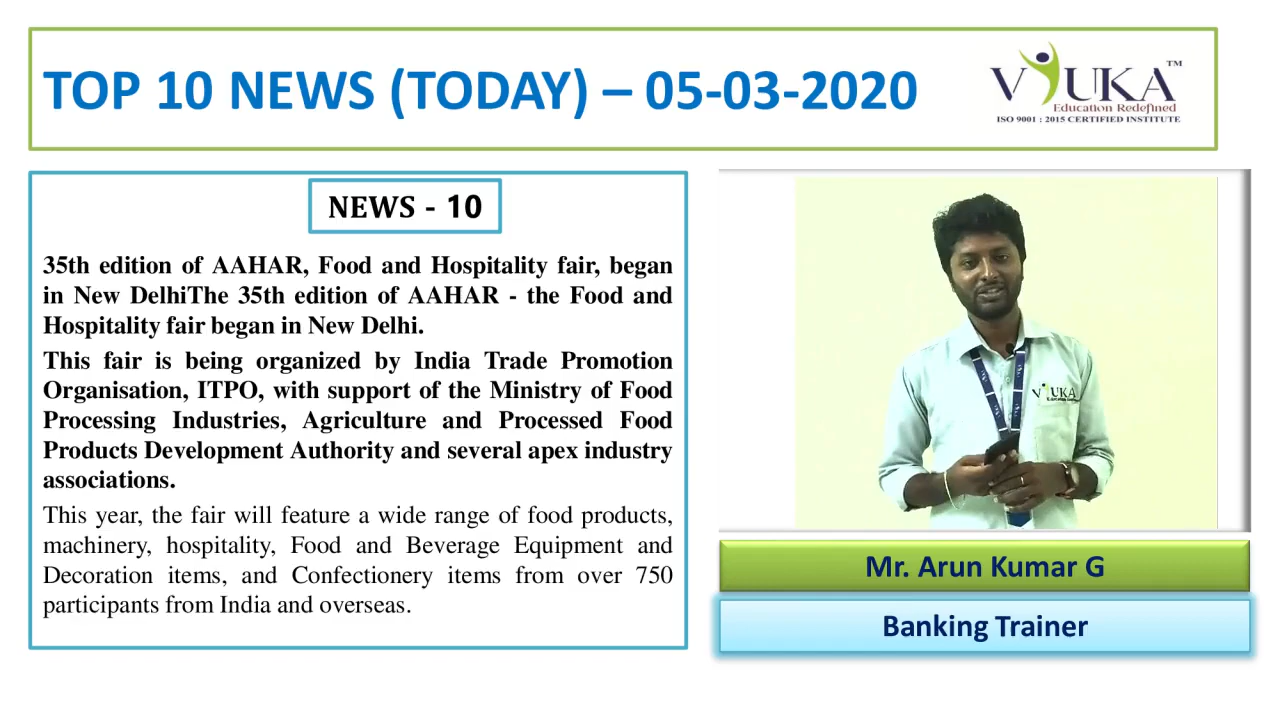 TOP 10 NEWS (TODAY) – 05-03-2020
VYUKA TM
Education Redefined
ISO 9001 : 2015 CERTIFIED INSTITUTE
NEWS - 10
35th edition of AAHAR, Food and Hospitality fair, began
in New DelhiThe 35th edition of AAHAR - the Food and
Hospitality fair began in New Delhi.
This fair is being organized by India Trade Promotion
Organisation, ITPO, with support of the Ministry of Food
Processing Industries, Agriculture and Processed Food
Products Development Authority and several apex industry
associations.
This year, the fair will feature a wide range of food products,
machinery, hospitality, Food and Beverage Equipment and
Decoration items, and Confectionery items from over 750
participants from India and overseas.
VYUKA
Mr. Arun Kumar G
Banking Trainer